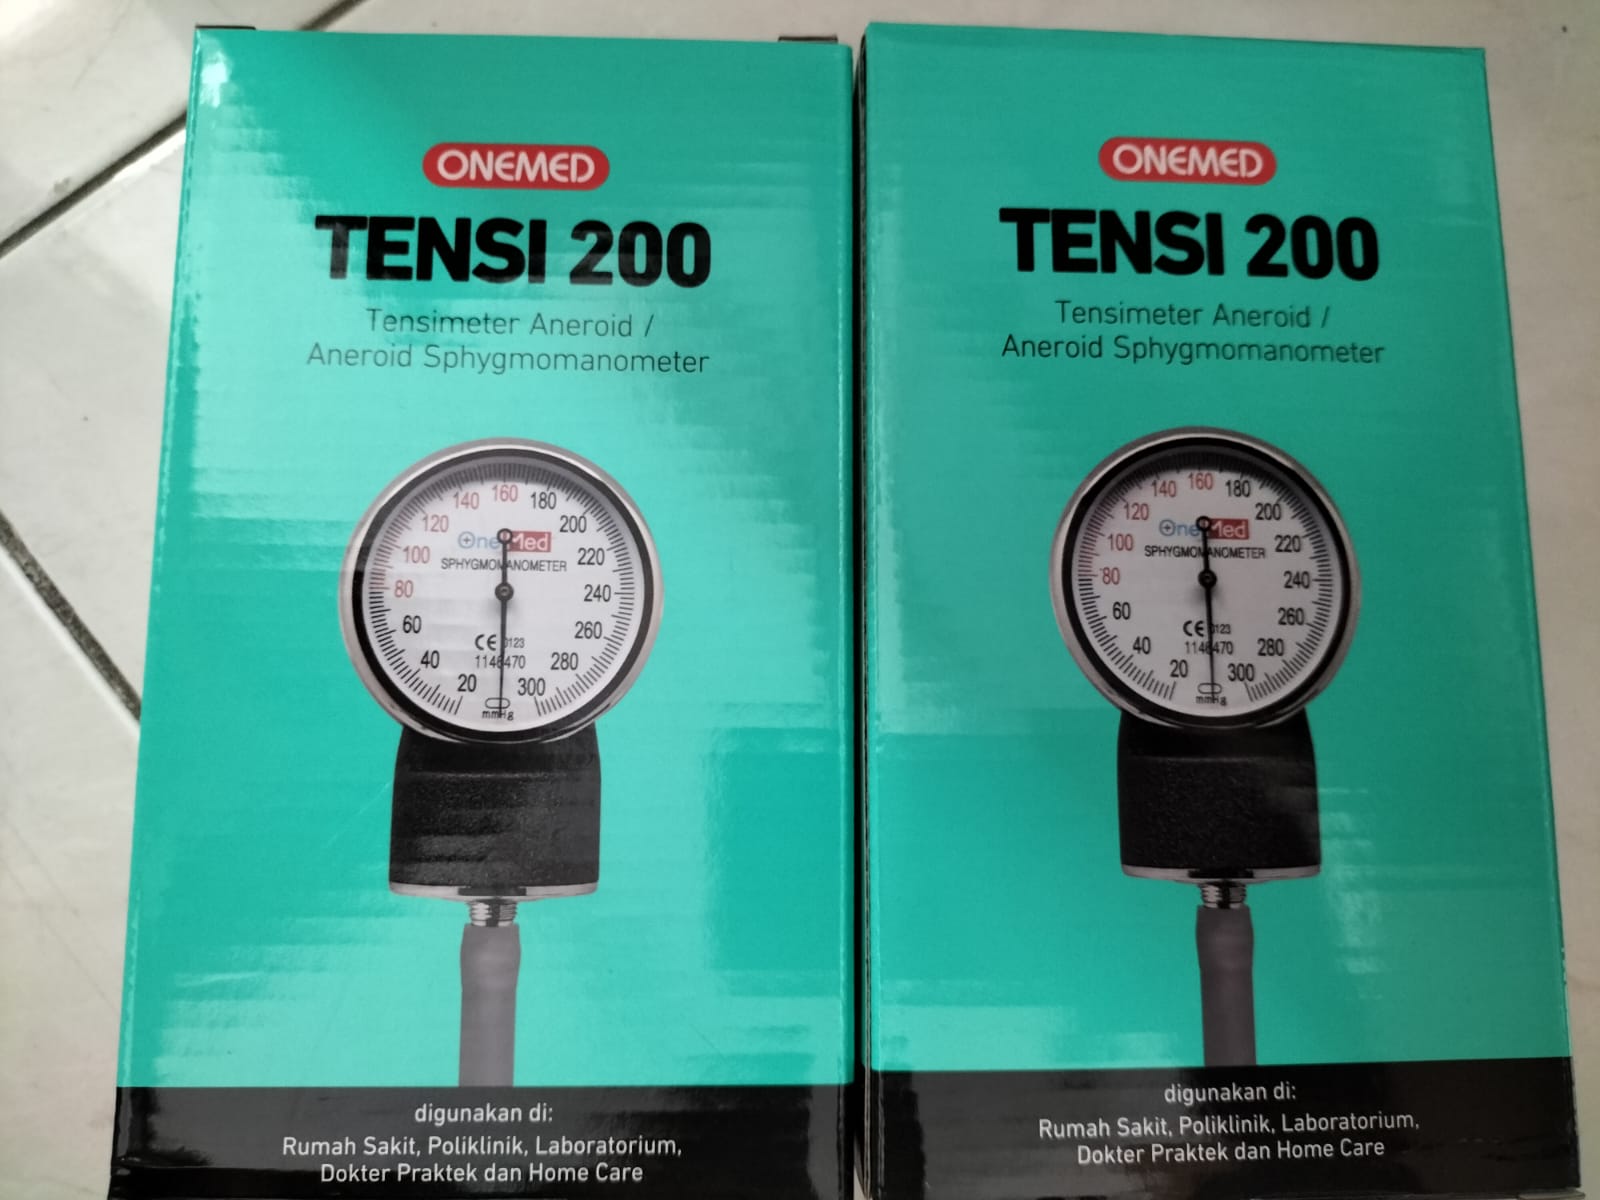 ONEMED
TENSI 200
Tensimeter Aneroid /
Aneroid Sphygmomanometer
160
140
180
120
200
OneMed
100
220
SPHYGMOMANOMETER
80
240
60
260
CE 0123
40
1146470
280
20
300
mmHg
digunakan di:
Rumah Sakit, Poliklinik, Laboratorium,
Dokter Praktek dan Home Care
ONEMED
TENSI 200
Tensimeter Aneroid /
Aneroid Sphygmomanometer
160
140
180
120
200
OneMed
100
220
SPHYGMOMANOMETER
80
240
60
260
CE 0123
40
1146470
280
20
300
mmHg
digunakan di:
Rumah Sakit, Poliklinik, Laboratorium,
Dokter Praktek dan Home Care